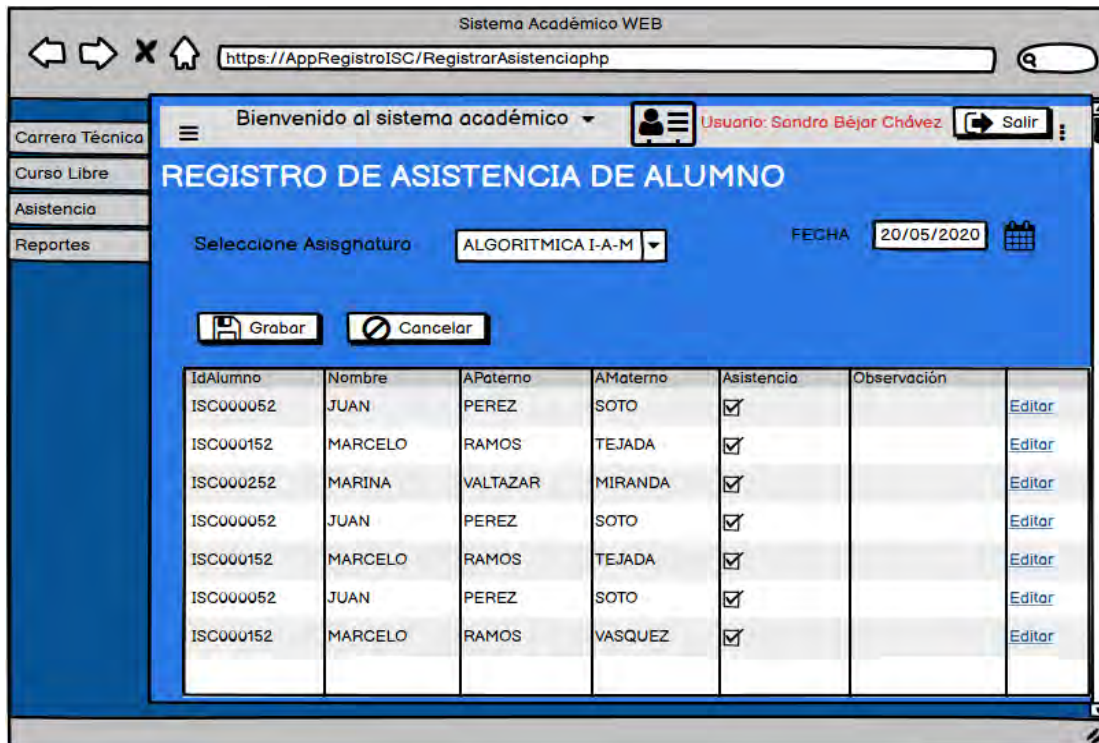 Sistema Académico WEB
https://AppRegistroISC/RegistrarAsistenciaphp
Bienvenido al sistema académico
Usuario: Sandra Béjar Chávez
Salir
Carrera Técnica
Curso Libre
Asistencia
Reportes
REGISTRO DE ASISTENCIA DE ALUMNO
Seleccione Asisgnatura
ALGORITMICA I-A-M
FECHA
20/05/2020
Grabar
Cancelar
IdAlumno Nombre APaterno AMaterno Asistencia Observación
ISC000052 JUAN PEREZ SOTO Editar
ISC000152 MARCELO RAMOS TEJADA Editar
ISC000252 MARINA VALTAZAR MIRANDA Editar
ISC000052 JUAN PEREZ SOTO Editar
ISC000152 MARCELO RAMOS TEJADA Editar
ISC000052 JUAN PEREZ SOTO Editar
ISC000152 MARCELO RAMOS VASQUEZ Editar